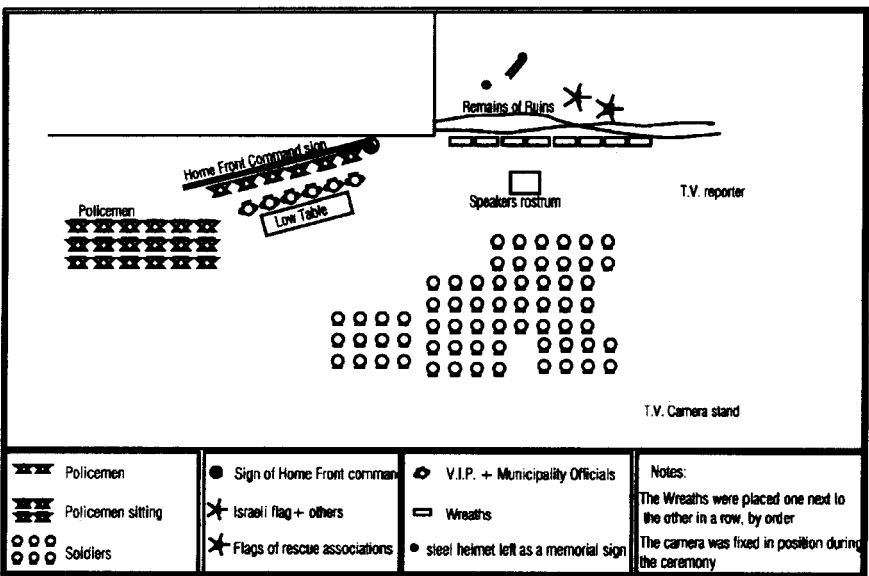 Remains of Ruins
Home Front Command sign
Speakers rostrum
T.V. reporter
Policemen
Low Table
T.V. Camera stand
Policemen
Policemen sitting
Soldiers
Sign of Home Front comman
Israeli flag + others
Flags of rescue associations
V.I.P. + Municipality Officials
Wreaths
steel helmet left as a memorial sign
Notes:
The Wreaths were placed one next to
the other in a row, by order
The camera was fixed in position during
the ceremony